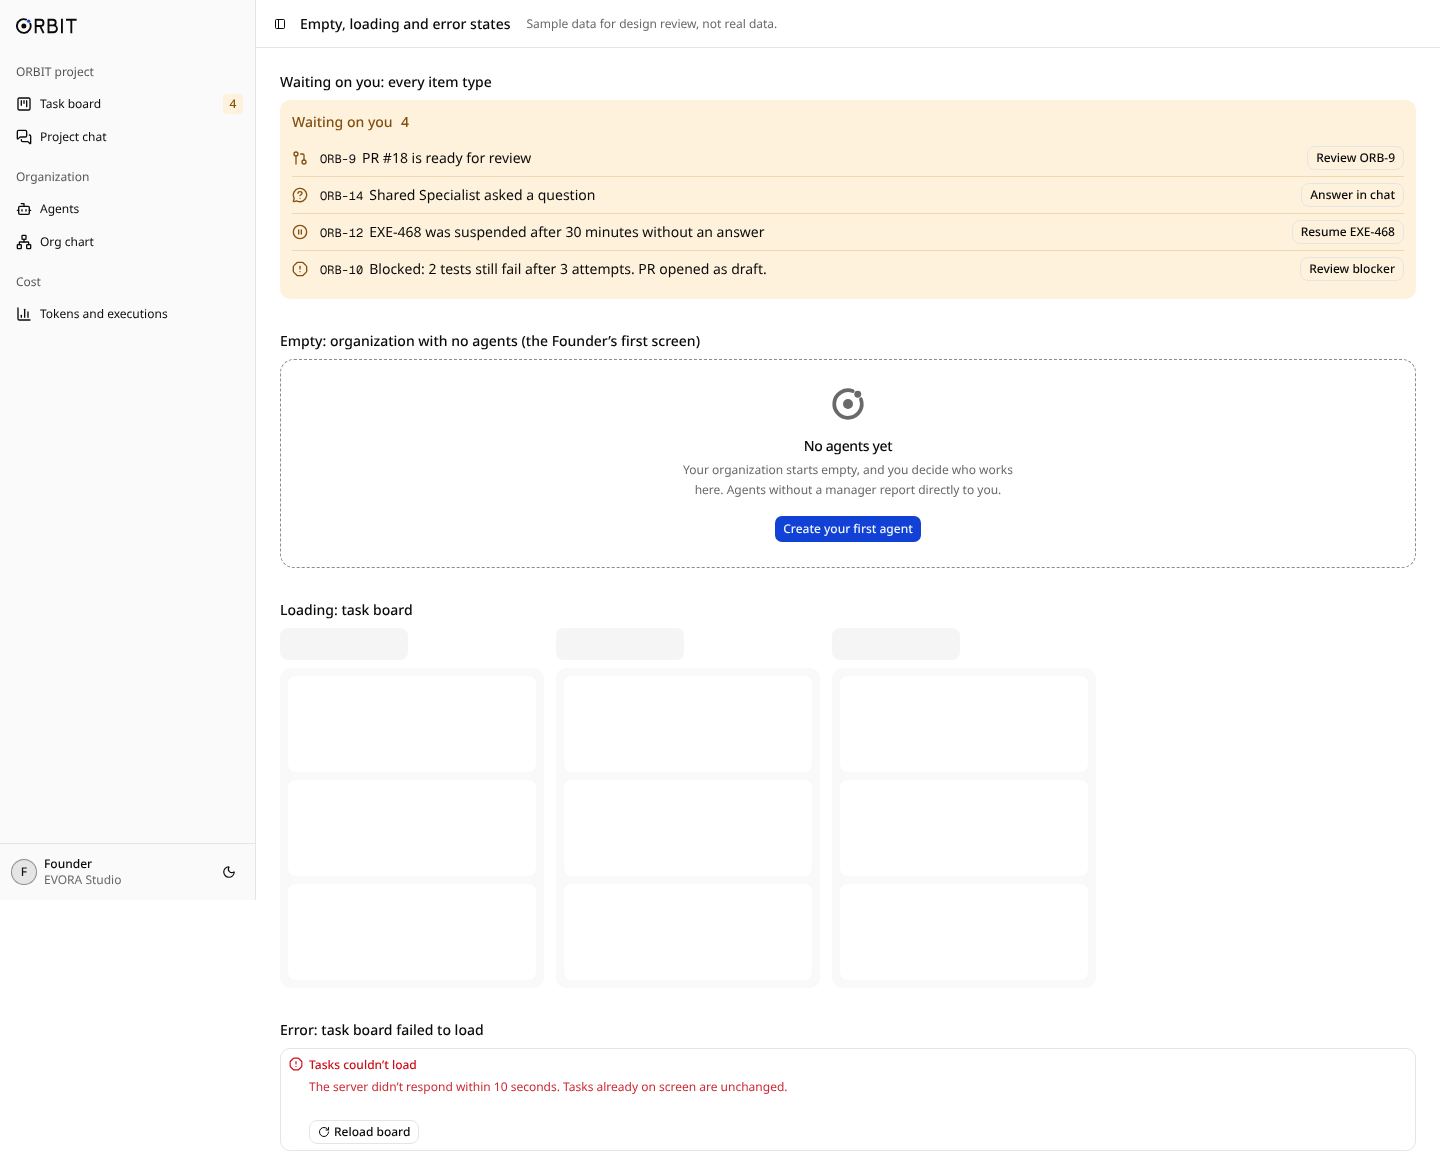 ORBIT
ORBIT project
Task board 4
Project chat
Organization
Agents
Org chart
Cost
Tokens and executions
F
Founder
EVORA Studio
Empty, loading and error states Sample data for design review, not real data.
Waiting on you: every item type
Waiting on you 4
ORB-9 PR #18 is ready for review Review ORB-9
ORB-14 Shared Specialist asked a question Answer in chat
ORB-12 EXE-468 was suspended after 30 minutes without an answer Resume EXE-468
ORB-10 Blocked: 2 tests still fail after 3 attempts. PR opened as draft. Review blocker
Empty: organization with no agents (the Founder’s first screen)
No agents yet
Your organization starts empty, and you decide who works
here. Agents without a manager report directly to you.
Create your first agent
Loading: task board
Error: task board failed to load
Tasks couldn’t load
The server didn’t respond within 10 seconds. Tasks already on screen are unchanged.
Reload board